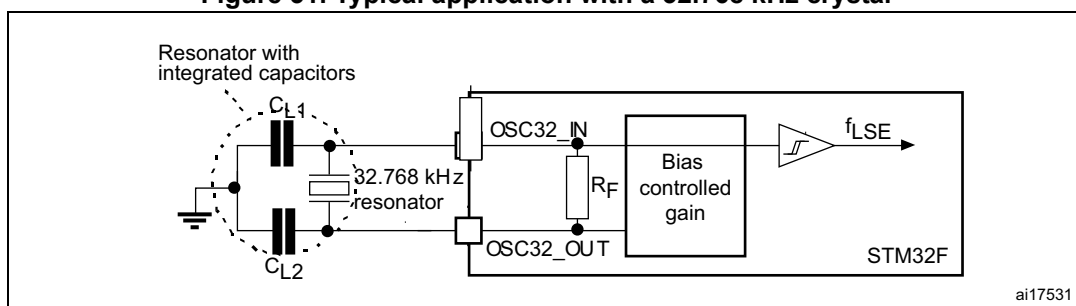 Figure 31. Typical application with a 32.768 kHz crystal
Resonator with
integrated capacitors
CL1
OSC32_IN
fLSE
Bias
controlled
gain
RF
32.768 kHz
resonator
OSC32_OUT
STM32F
CL2
ai17531